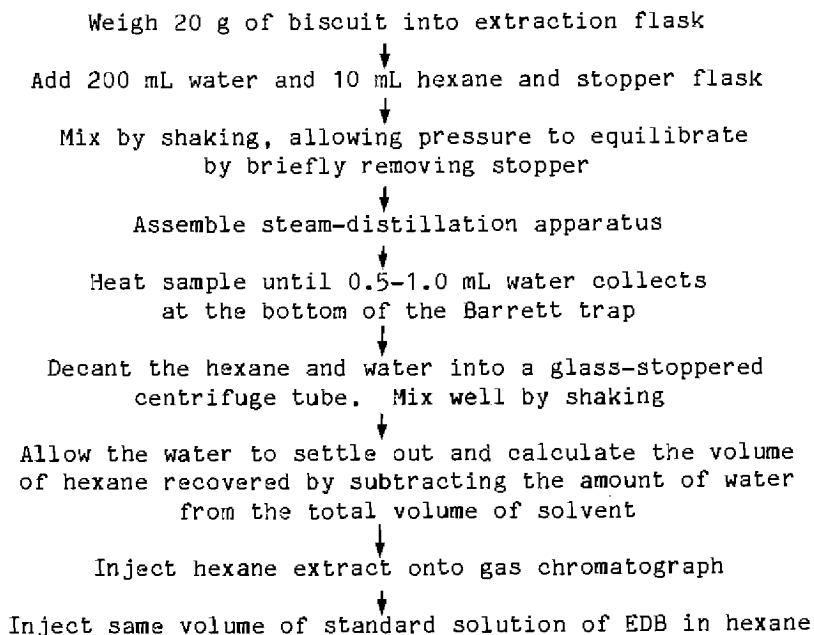 Weigh 20 g of biscuit into extraction flask
Add 200 mL water and 10 mL hexane and stopper flask
Mix by shaking, allowing pressure to equilibrate
by briefly removing stopper
Assemble steam-distillation apparatus
Heat sample until 0.5-1.0 mL water collects
at the bottom of the Barrett trap
Decant the hexane and water into a glass-stoppered
centrifuge tube. Mix well by shaking
Allow the water to settle out and calculate the volume
of hexane recovered by subtracting the amount of water
from the total volume of solvent
Inject hexane extract onto gas chromatograph
Inject same volume of standard solution of EDB in hexane